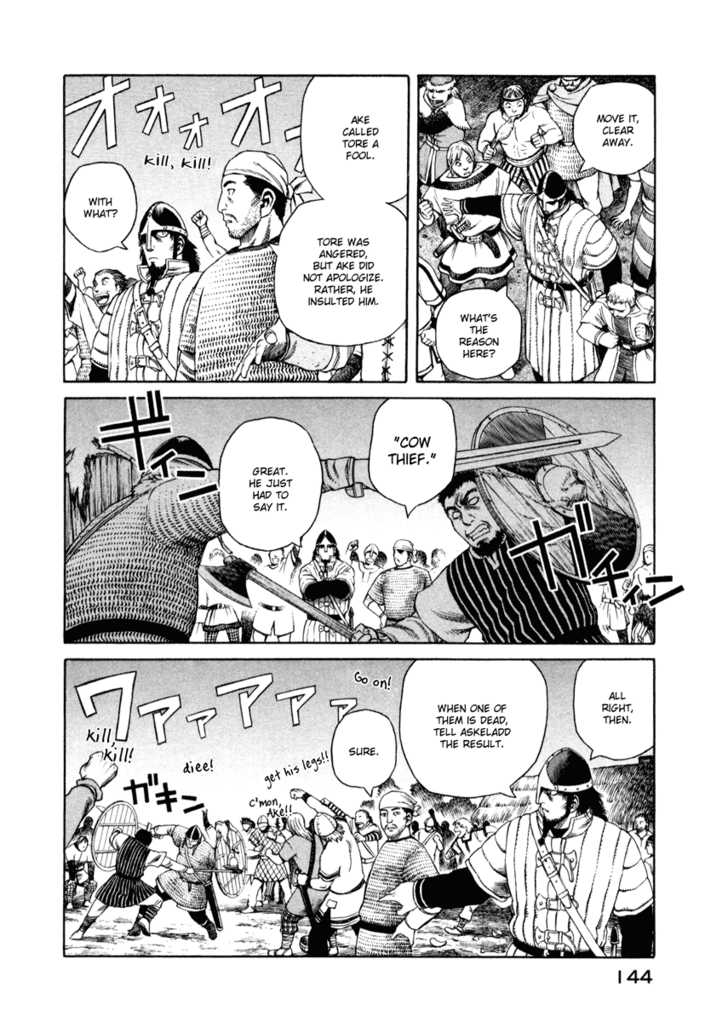 MOVE IT,
CLEAR
AWAY.
WHAT'S
THE
REASON
HERE?
オォオォオォ
AKE
CALLED
TORE A
FOOL.
kill, kill!
TORE WAS
ANGERED,
BUT AKE DID
NOT APOLOGIZE.
RATHER, HE
INSULTED HIM.
WITH
WHAT?
"COW
THIEF."
ガチィン
GREAT.
HE JUST
HAD TO
SAY IT.
ギィン
ALL
RIGHT,
THEN.
WHEN ONE OF
THEM IS DEAD,
TELL ASKELADD
THE RESULT.
Go on!
SURE.
ワァァァァァ
kill,
kill!
diee!
get his legs!!
c'mon,
Ake!!
ガキン
144